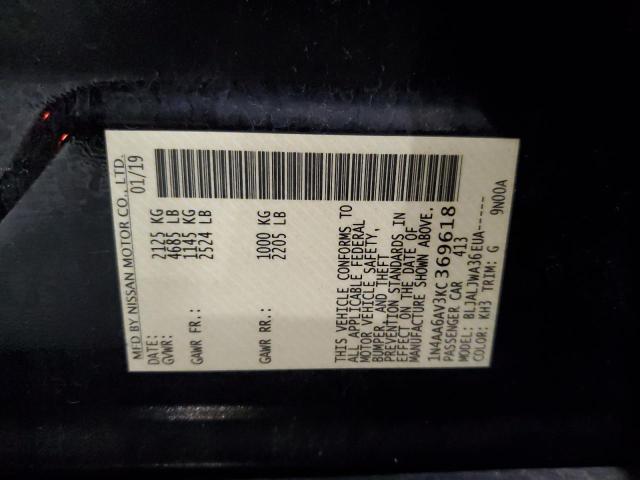 MFD BY NISSAN MOTOR CO., LTD.
DATE: 01/19
GVWR: 2125 KG
4685 LB
GAWR FR: 1145 KG
2524 LB
GAWR RR: 1000 KG
2205 LB
THIS VEHICLE CONFORMS TO
ALL APPLICABLE FEDERAL
MOTOR VEHICLE SAFETY,
BUMPER, AND THEFT
PREVENTION STANDARDS IN
EFFECT ON THE DATE OF
MANUFACTURE SHOWN ABOVE.
1N4AA6AV3KC369618
PASSENGER CAR 413
MODEL: BLJALJWA36EUA-----
COLOR: KH3 TRIM: G 9N00A